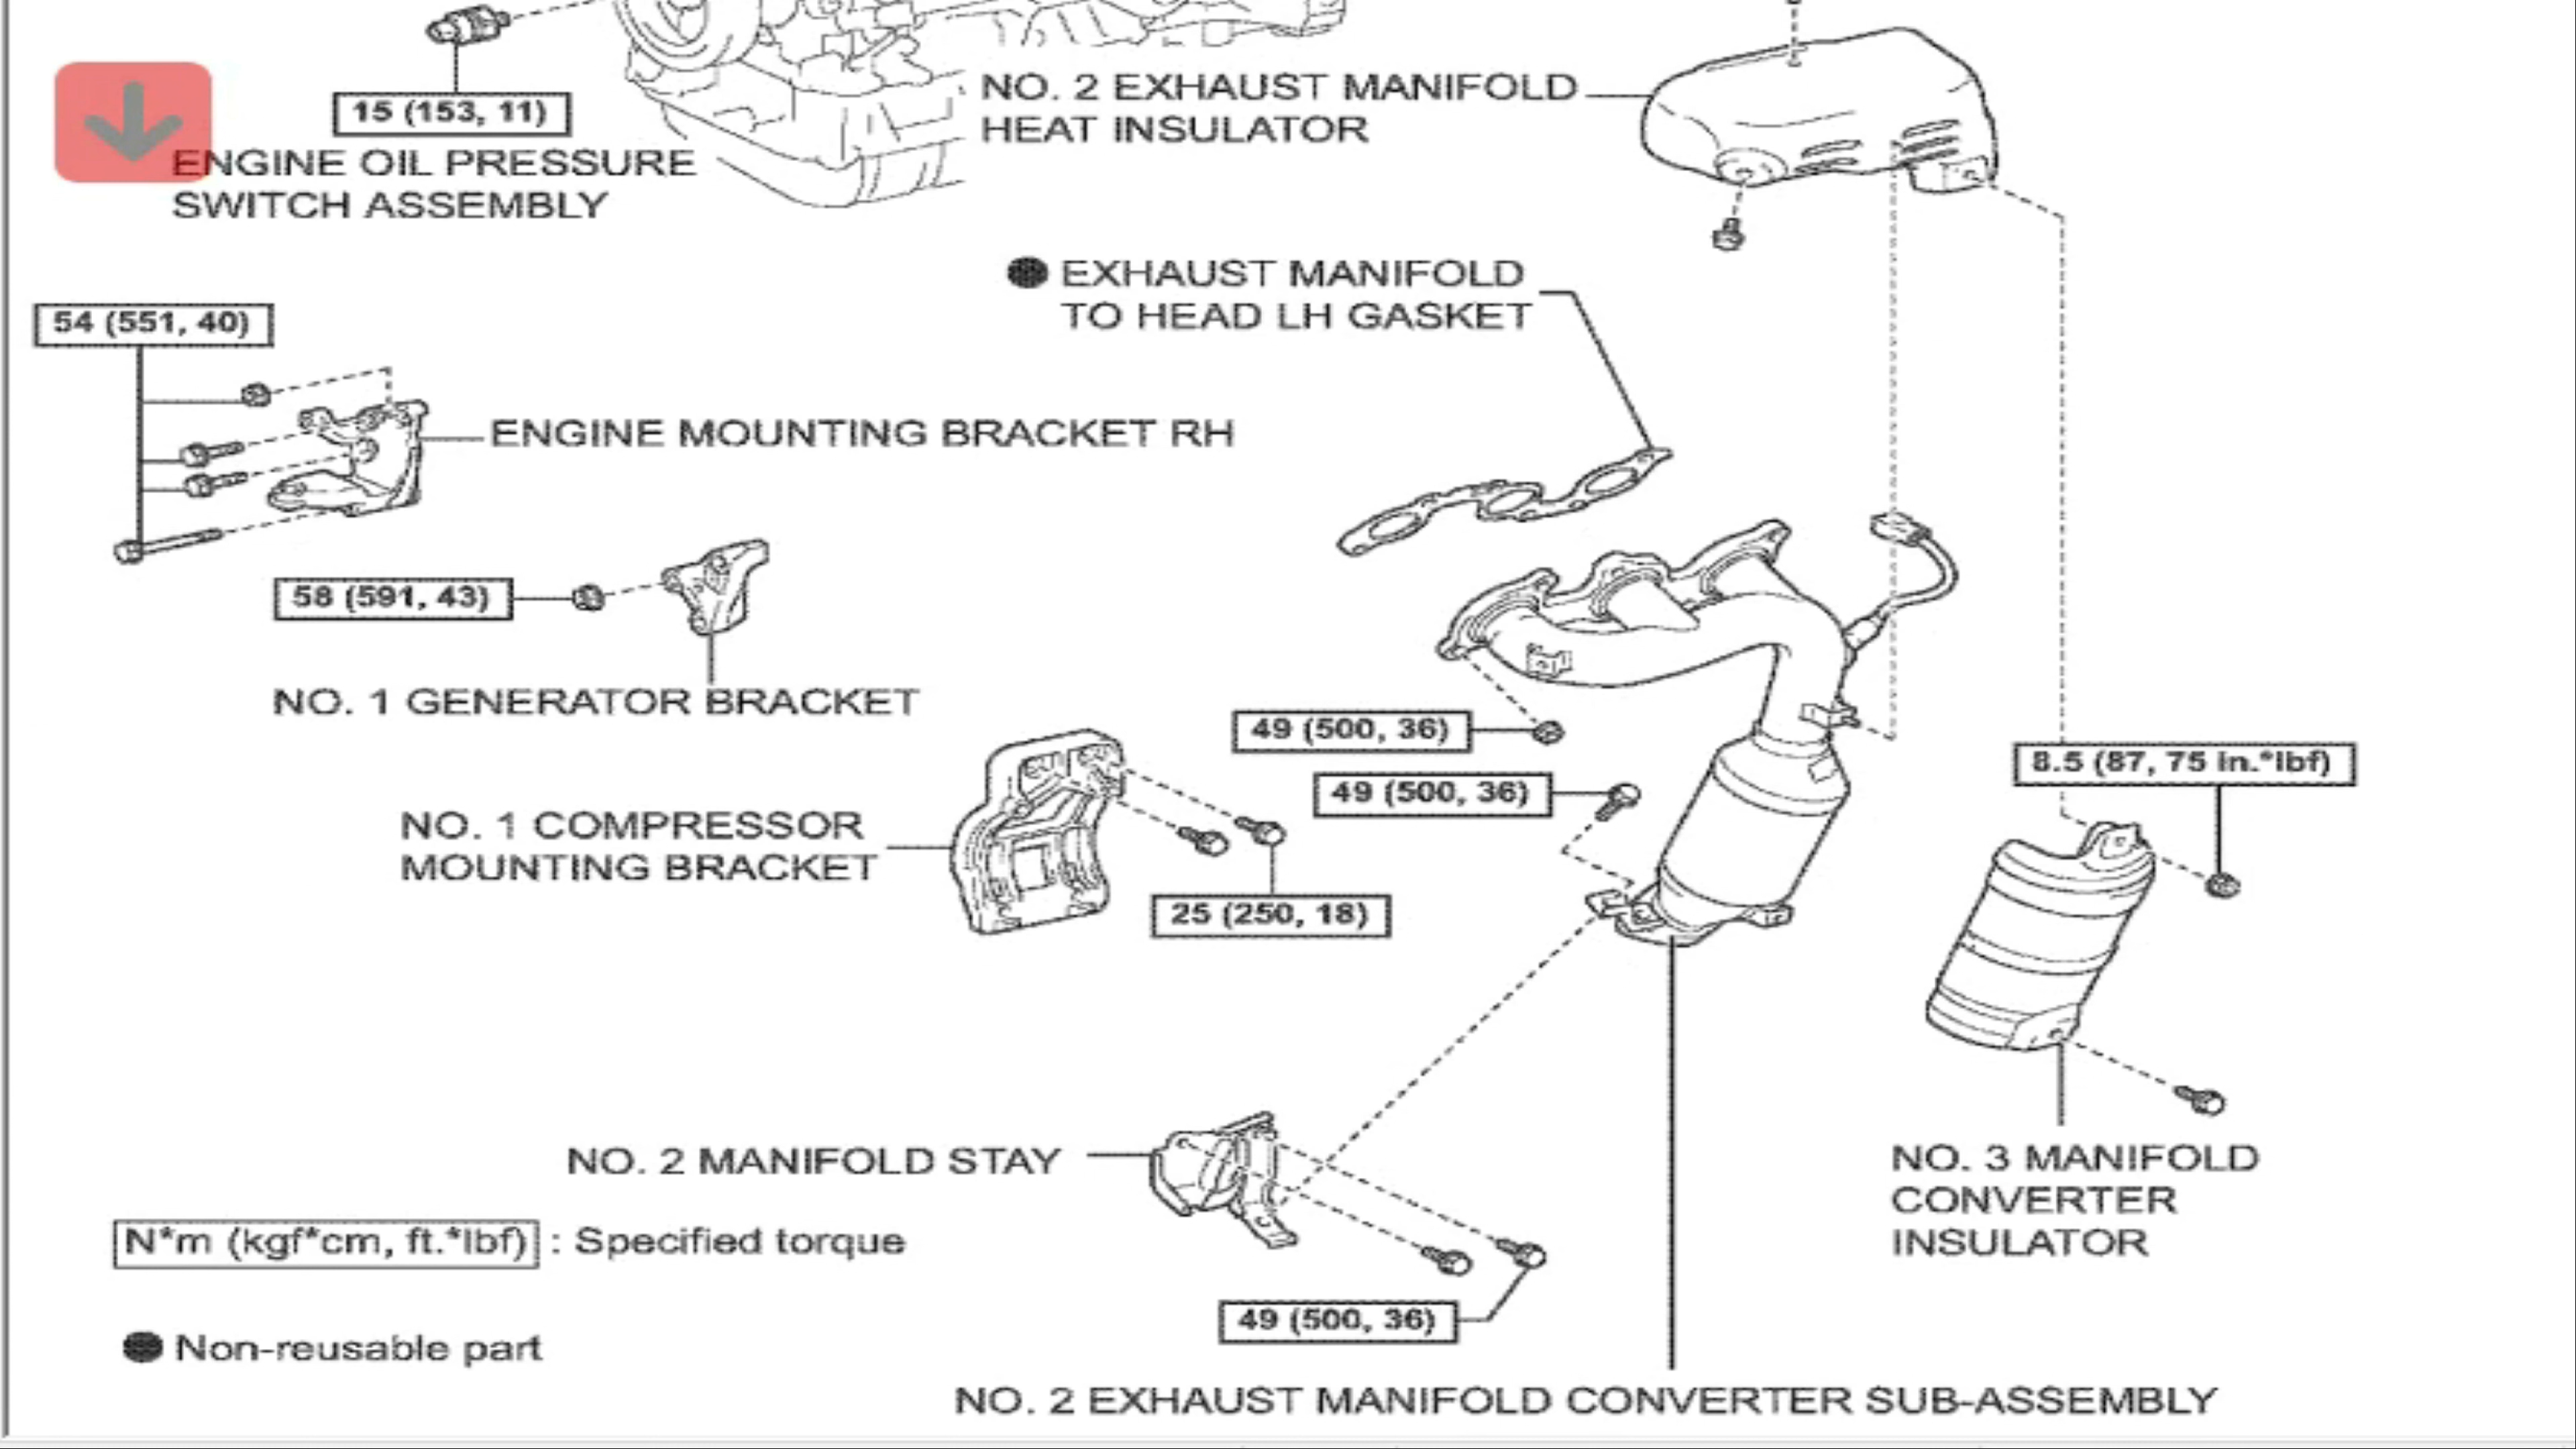 15 (153, 11)
ENGINE OIL PRESSURE
SWITCH ASSEMBLY
NO. 2 EXHAUST MANIFOLD
HEAT INSULATOR
EXHAUST MANIFOLD
TO HEAD LH GASKET
54 (551, 40)
ENGINE MOUNTING BRACKET RH
58 (591, 43)
NO. 1 GENERATOR BRACKET
49 (500, 36)
49 (500, 36)
8.5 (87, 75 in.*lbf)
NO. 1 COMPRESSOR
MOUNTING BRACKET
25 (250, 18)
NO. 2 MANIFOLD STAY
NO. 3 MANIFOLD
CONVERTER
INSULATOR
N*m (kgf*cm, ft.*lbf) : Specified torque
49 (500, 36)
Non-reusable part
NO. 2 EXHAUST MANIFOLD CONVERTER SUB-ASSEMBLY